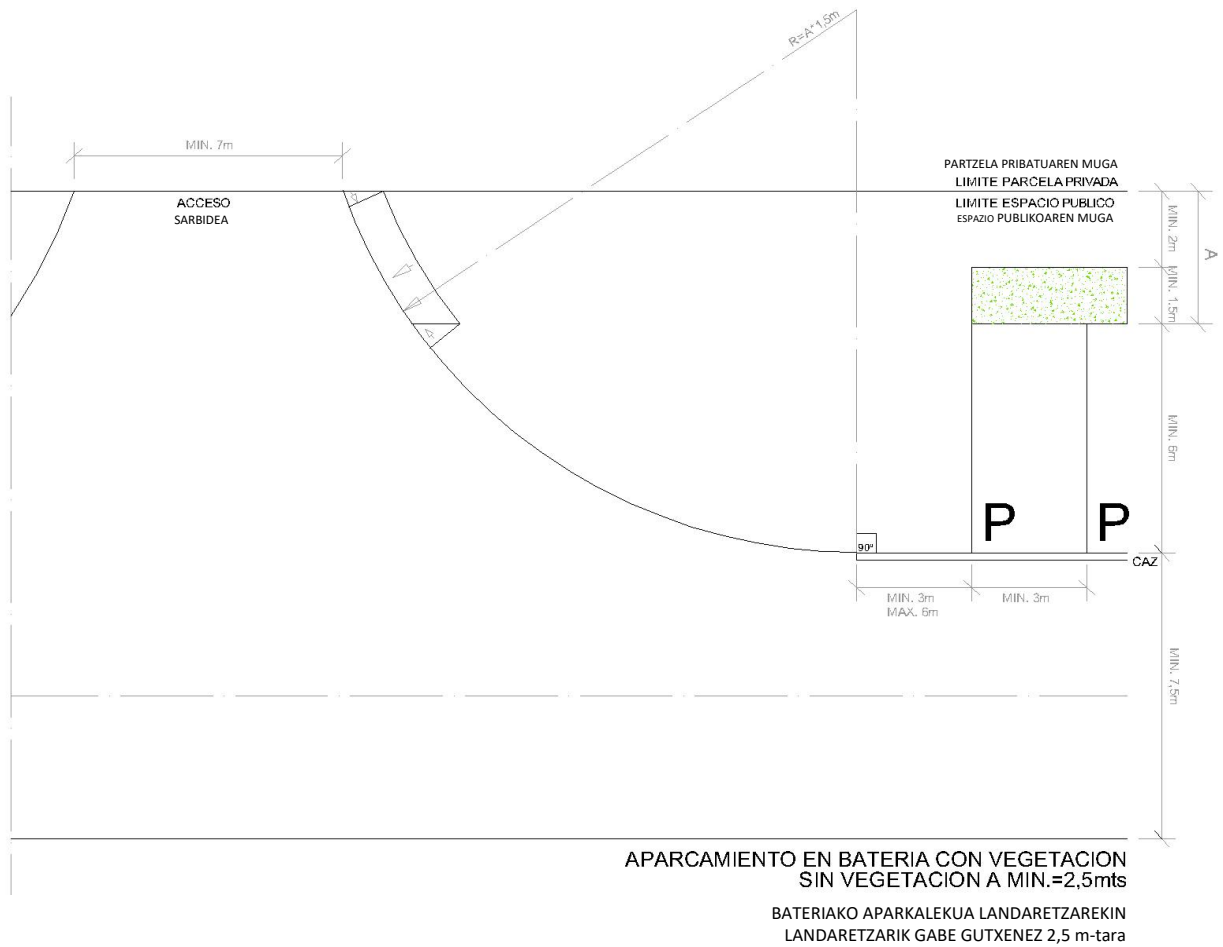 R=A*1,5m
MIN. 7m
PARTZELA PRIBATUAREN MUGA
LIMITE PARCELA PRIVADA
ACCESO
SARBIDEA
LIMITE ESPACIO PUBLICO
ESPAZIO PUBLIKOAREN MUGA
MIN. 2m
A
MIN. 1.5m
MIN. 6m
P
P
90º
CAZ
MIN. 3m
MAX. 6m
MIN. 3m
MIN. 7,5m
APARCAMIENTO EN BATERIA CON VEGETACION
SIN VEGETACION A MIN.=2,5mts
BATERIAKO APARKALEKUA LANDARETZAREKIN
LANDARETZARIK GABE GUTXENEZ 2,5 m-tara